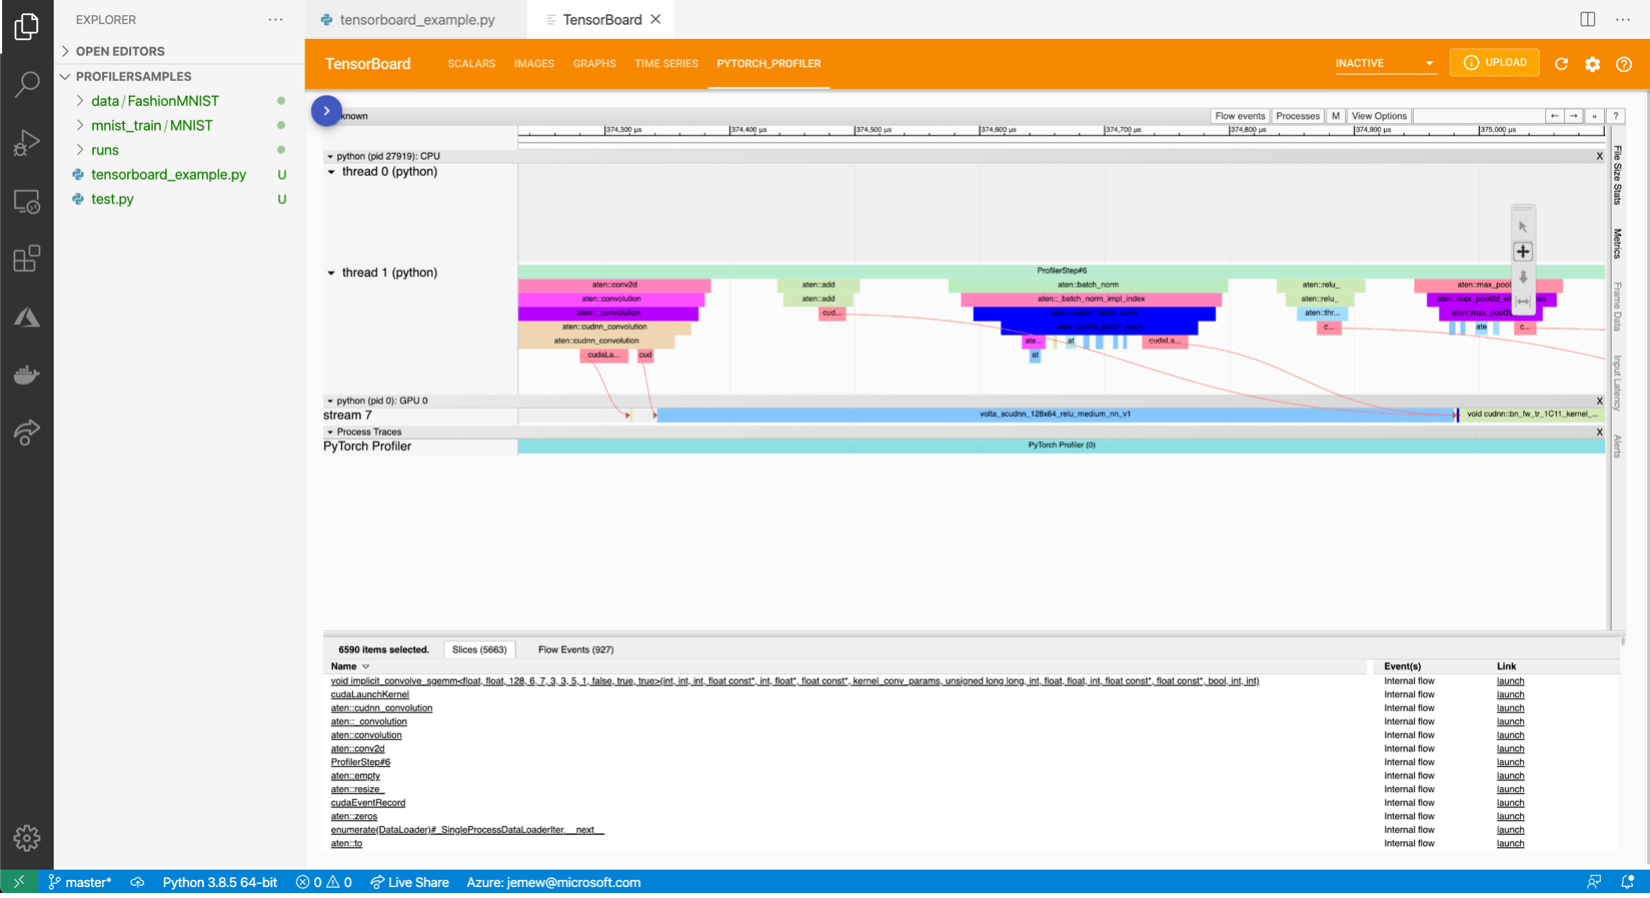 EXPLORER
OPEN EDITORS
PROFILERSAMPLES
data / FashionMNIST
mnist_train / MNIST
runs
tensorboard_example.py U
test.py U
tensorboard_example.py
TensorBoard
TensorBoard SCALARS IMAGES GRAPHS TIME SERIES PYTORCH_PROFILER INACTIVE UPLOAD
known Flow events Processes M View Options ← → » ?
374,300 µs 374,400 µs 374,500 µs 374,600 µs 374,700 µs 374,800 µs 374,900 µs 375,000 µs
python (pid 27919): CPU X
thread 0 (python)
thread 1 (python)
ProfilerStep#6
aten::conv2d aten::add aten::batch_norm aten::relu_ aten::max_pool
aten::convolution aten::add aten::_batch_norm_impl_index aten::relu_ aten::max_pool2d_wi
aten::_convolution cud... aten::cudnn_batch_norm aten::thr... aten::max_pool2
aten::cudnn_convolution aten::cudnn_batch_norm c... ate c...
aten::cudnn_convolution ate... at cudaLa...
cudaLa... cud at
python (pid 0): GPU 0 X
stream 7 volta_scudnn_128x64_relu_medium_nn_v1 void cudnn::bn_fw_tr_1C11_kernel_...
Process Traces X
PyTorch Profiler PyTorch Profiler (0)
File Size Stats
Metrics
Frame Data
Input Latency
Alerts
6590 items selected. Slices (5663) Flow Events (927)
Name Event(s) Link
void implicit_convolve_sgemm<float, float, 128, 6, 7, 3, 3, 5, 1, false, true, true>(int, int, int, float const*, int, float*, float const*, kernel_conv_params, unsigned long long, int, float, float, int, float const*, float const*, bool, int, int) Internal flow launch
cudaLaunchKernel Internal flow launch
aten::cudnn_convolution Internal flow launch
aten::_convolution Internal flow launch
aten::convolution Internal flow launch
aten::conv2d Internal flow launch
ProfilerStep#6 Internal flow launch
aten::empty Internal flow launch
aten::resize_ Internal flow launch
cudaEventRecord Internal flow launch
aten::zeros Internal flow launch
enumerate(DataLoader)#_SingleProcessDataLoaderIter.__next__ Internal flow launch
aten::to Internal flow launch
master* Python 3.8.5 64-bit 0 0 Live Share Azure: jemew@microsoft.com